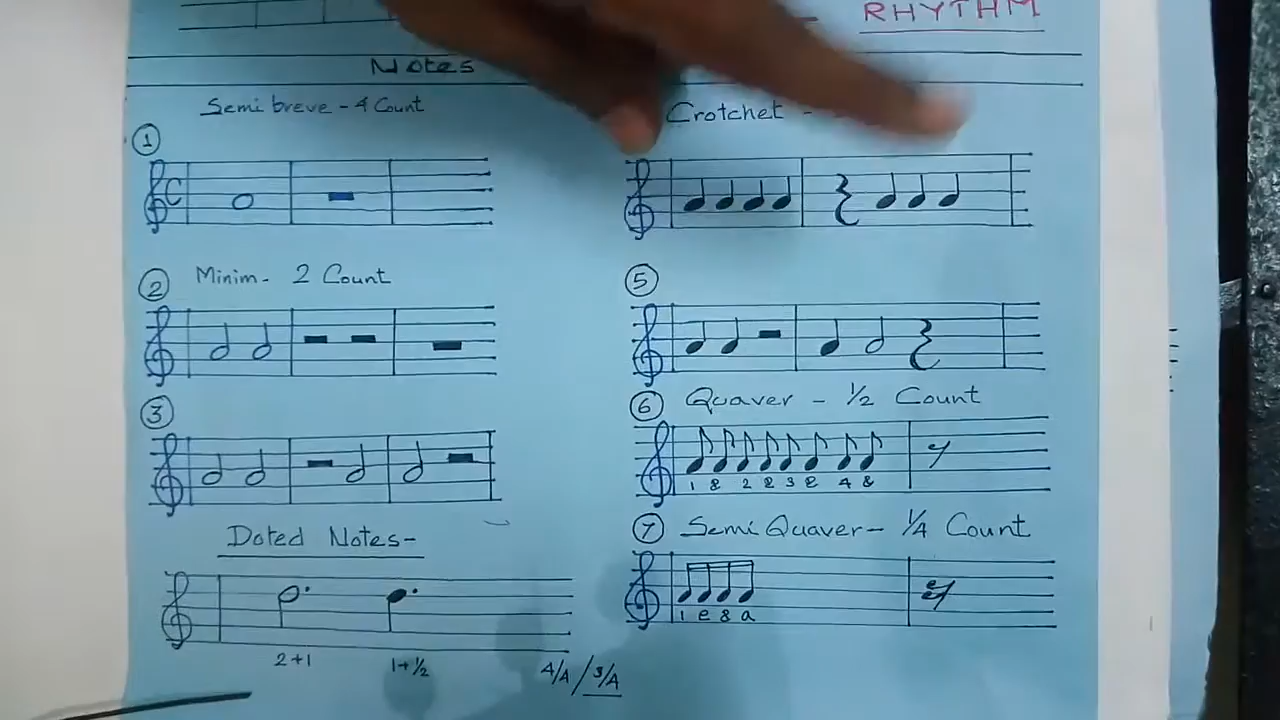 RHYTHM
Notes
Semi breve - 4 Count
1
C
2 Minim - 2 Count
3
Doted Notes-
2+1
1+½
4/4 / 3/4
Crotchet -
5
6 Quaver - ½ Count
1 & 2 & 3 & 4 &
7 Semi Quaver - ¼ Count
1 e & a